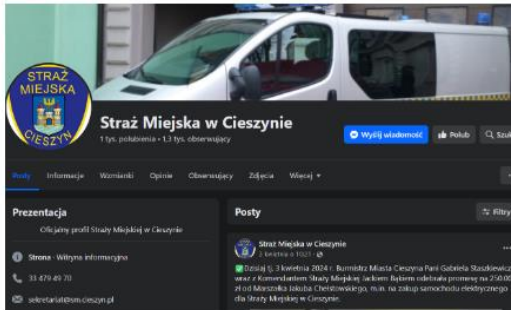 STRAŻ
MIEJSKA
CIESZYN
Straż Miejska w Cieszynie
1 tys. polubienia • 1,3 tys. obserwujący
Wyślij wiadomość
Polub
Szuk
Posty
Informacje
Wzmianki
Opinie
Obserwujący
Zdjęcia
Więcej
Prezentacja
Oficjalny profil Straży Miejskiej w Cieszynie
Strona · Witryna informacyjna
33 479 49 70
sekretariat@sm.cieszyn.pl
Posty
Filtry
Straż Miejska w Cieszynie
Dzisiaj tj. 3 kwietnia 2024 r. Burmistrz Miasta Cieszyna Pani Gabriela Staszkiewicz
wraz z Komendantem Straży Miejskiej Jackiem Bąkiem odebrała promesę na 250.00
zł od Marszałka Jakuba Chełstowskiego, m.in. na zakup samochodu elektrycznego
dla Straży Miejskiej w Cieszynie.